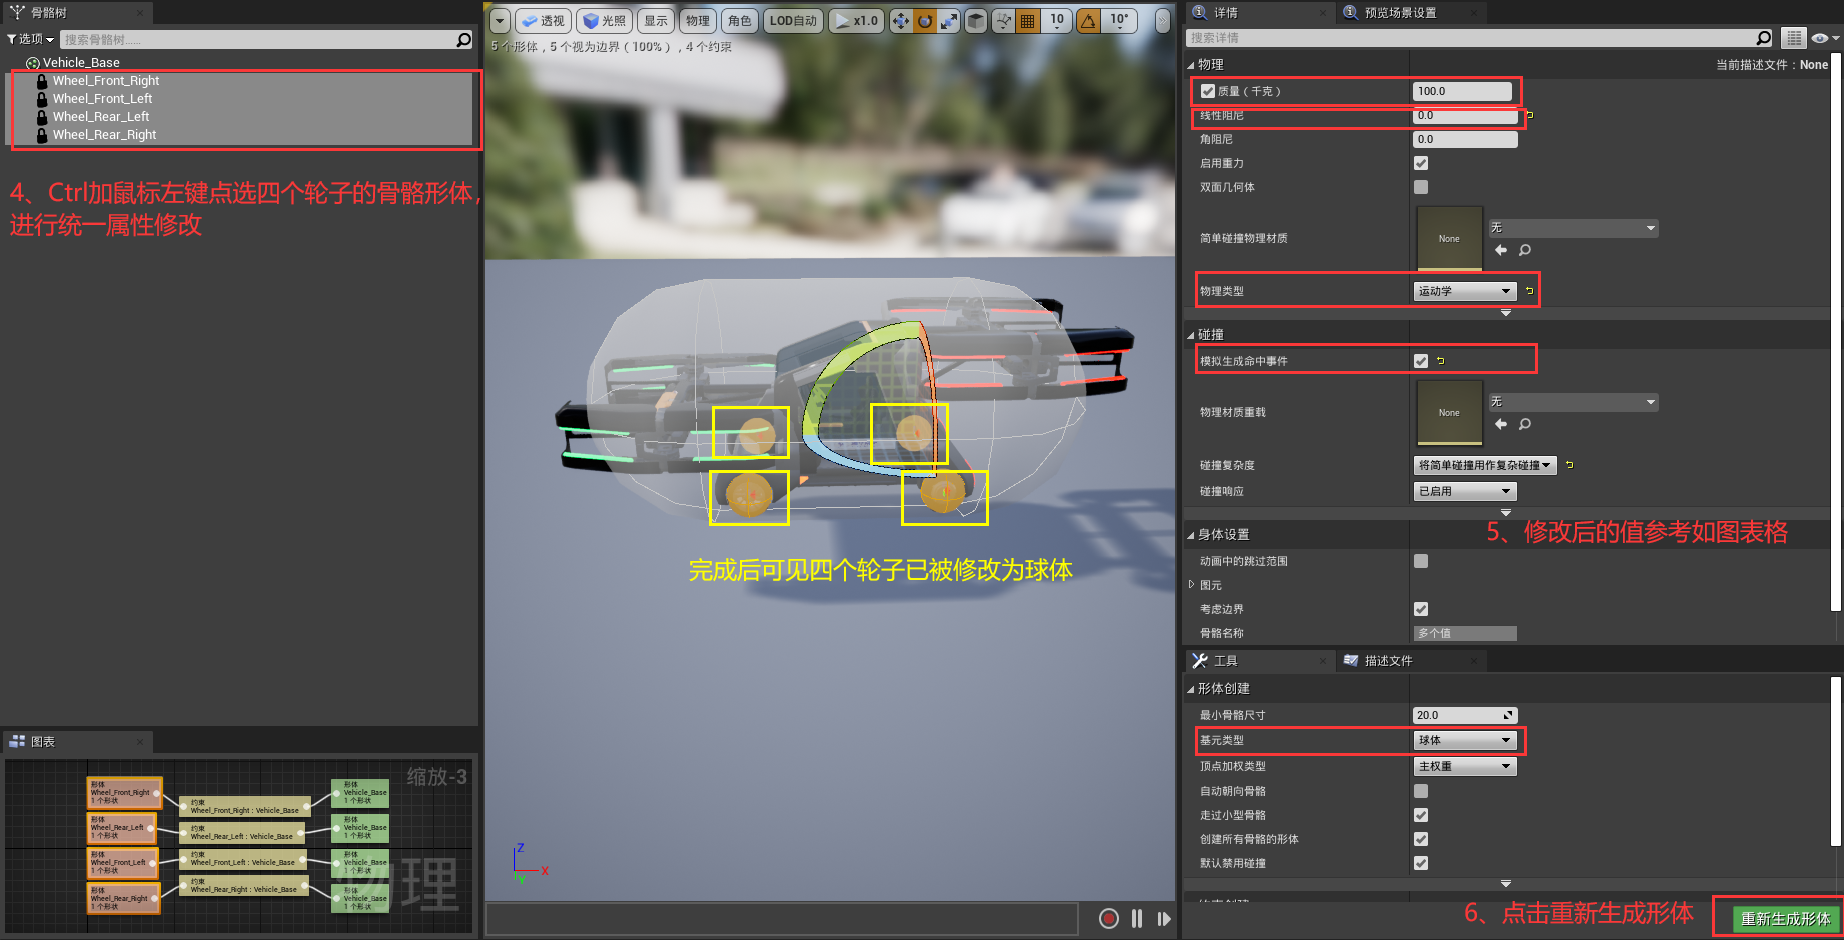 骨骼树
选项
搜索骨骼树......
Vehicle_Base
Wheel_Front_Right
Wheel_Front_Left
Wheel_Rear_Left
Wheel_Rear_Right
4、Ctrl加鼠标左键点选四个轮子的骨骼形体,
进行统一属性修改
图表
缩放-3
形体
Wheel_Front_Right
1 个形状
形体
Wheel_Rear_Left
1 个形状
形体
Wheel_Front_Left
1 个形状
形体
Wheel_Rear_Right
1 个形状
约束
Wheel_Front_Right : Vehicle_Base
约束
Wheel_Rear_Left : Vehicle_Base
约束
Wheel_Front_Left : Vehicle_Base
约束
Wheel_Rear_Right : Vehicle_Base
形体
Vehicle_Base
1 个形状
形体
Vehicle_Base
1 个形状
形体
Vehicle_Base
1 个形状
形体
Vehicle_Base
1 个形状
物理
透视
光照
显示
物理
角色
LOD自动
x1.0
10
10°
5 个形体，5 个视为边界（100%），4 个约束
完成后可见四个轮子已被修改为球体
Z
X
Y
详情
预览场景设置
搜索详情
物理
当前描述文件：None
质量（千克）
100.0
线性阻尼
0.0
角阻尼
0.0
启用重力
双面几何体
简单碰撞物理材质
None
无
物理类型
运动学
碰撞
模拟生成命中事件
物理材质重载
None
无
碰撞复杂度
将简单碰撞用作复杂碰撞
碰撞响应
已启用
身体设置
5、修改后的值参考如图表格
动画中的跳过范围
图元
考虑边界
骨骼名称
多个值
工具
描述文件
形体创建
最小骨骼尺寸
20.0
基元类型
球体
顶点加权类型
主权重
自动朝向骨骼
走过小型骨骼
创建所有骨骼的形体
默认禁用碰撞
6、点击重新生成形体
重新生成形体